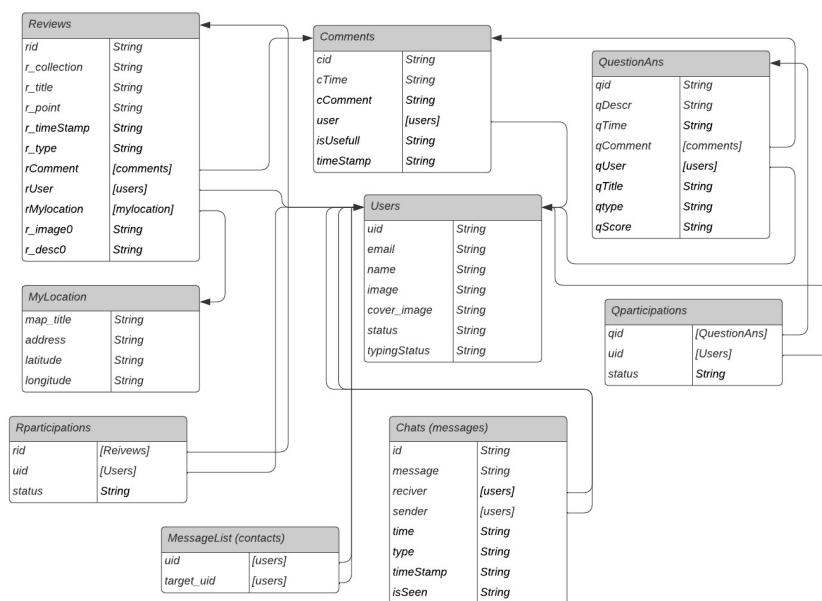 Reviews
rid String
r_collection String
r_title String
r_point String
r_timeStamp String
r_type String
rComment [comments]
rUser [users]
rMylocation [mylocation]
r_image0 String
r_desc0 String
Comments
cid String
cTime String
cComment String
user [users]
isUsefull String
timeStamp String
QuestionAns
qid String
qDescr String
qTime String
qComment [comments]
qUser [users]
qTitle String
qtype String
qScore String
Users
uid String
email String
name String
image String
cover_image String
status String
typingStatus String
MyLocation
map_title String
address String
latitude String
longitude String
Qparticipations
qid [QuestionAns]
uid [Users]
status String
Rparticipations
rid [Reivews]
uid [Users]
status String
Chats (messages)
id String
message String
reciver [users]
sender [users]
time String
type String
timeStamp String
isSeen String
MessageList (contacts)
uid [users]
target_uid [users]